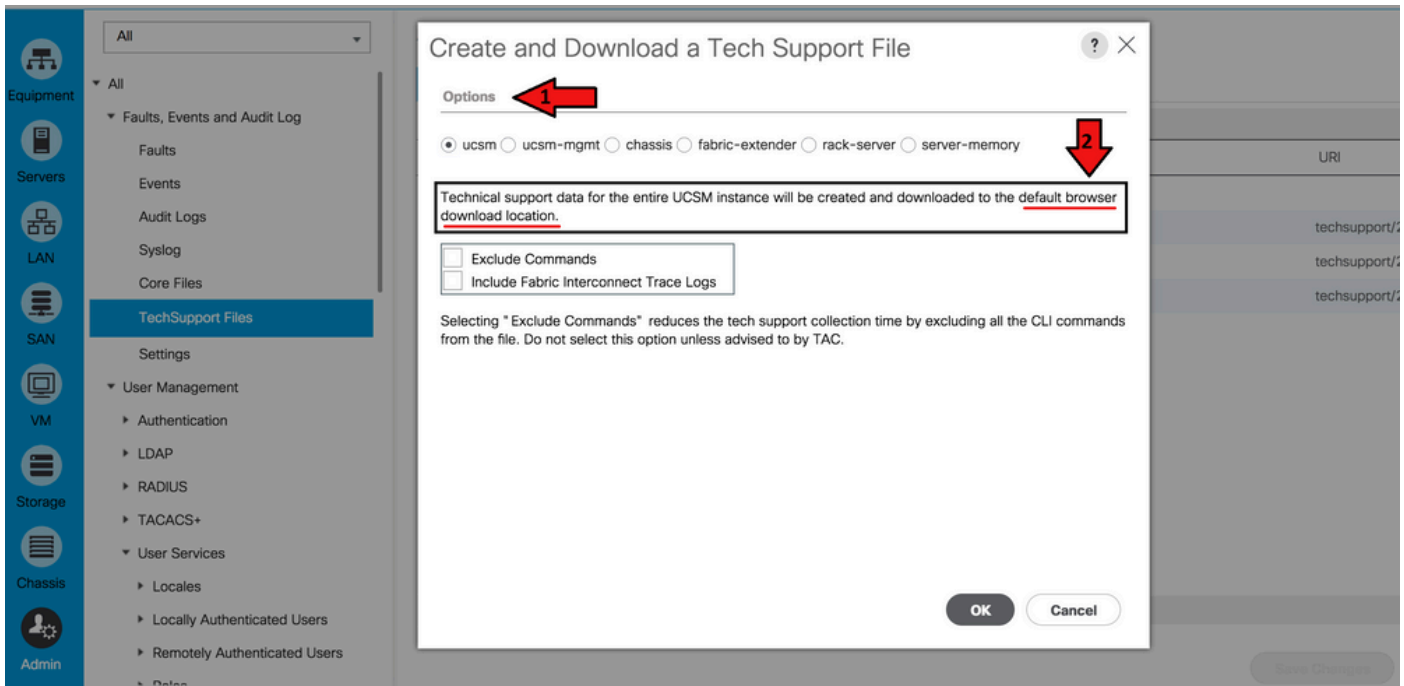 Equipment
Servers
LAN
SAN
VM
Storage
Chassis
Admin
All
All
Faults, Events and Audit Log
Faults
Events
Audit Logs
Syslog
Core Files
TechSupport Files
Settings
User Management
Authentication
LDAP
RADIUS
TACACS+
User Services
Locales
Locally Authenticated Users
Remotely Authenticated Users
Create and Download a Tech Support File
?
Options
1
2
ucsm ucsm-mgmt chassis fabric-extender rack-server server-memory
Technical support data for the entire UCSM instance will be created and downloaded to the default browser
download location.
Exclude Commands
Include Fabric Interconnect Trace Logs
Selecting "Exclude Commands" reduces the tech support collection time by excluding all the CLI commands
from the file. Do not select this option unless advised to by TAC.
OK Cancel
URI
techsupport/2
techsupport/2
techsupport/2
Save Changes